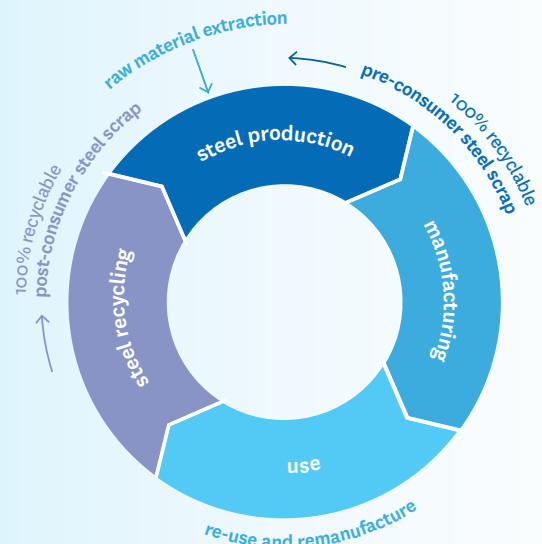 raw material extraction
pre-consumer steel scrap
100% recyclable
steel production
manufacturing
use
re-use and remanufacture
steel recycling
100% recyclable
post-consumer steel scrap